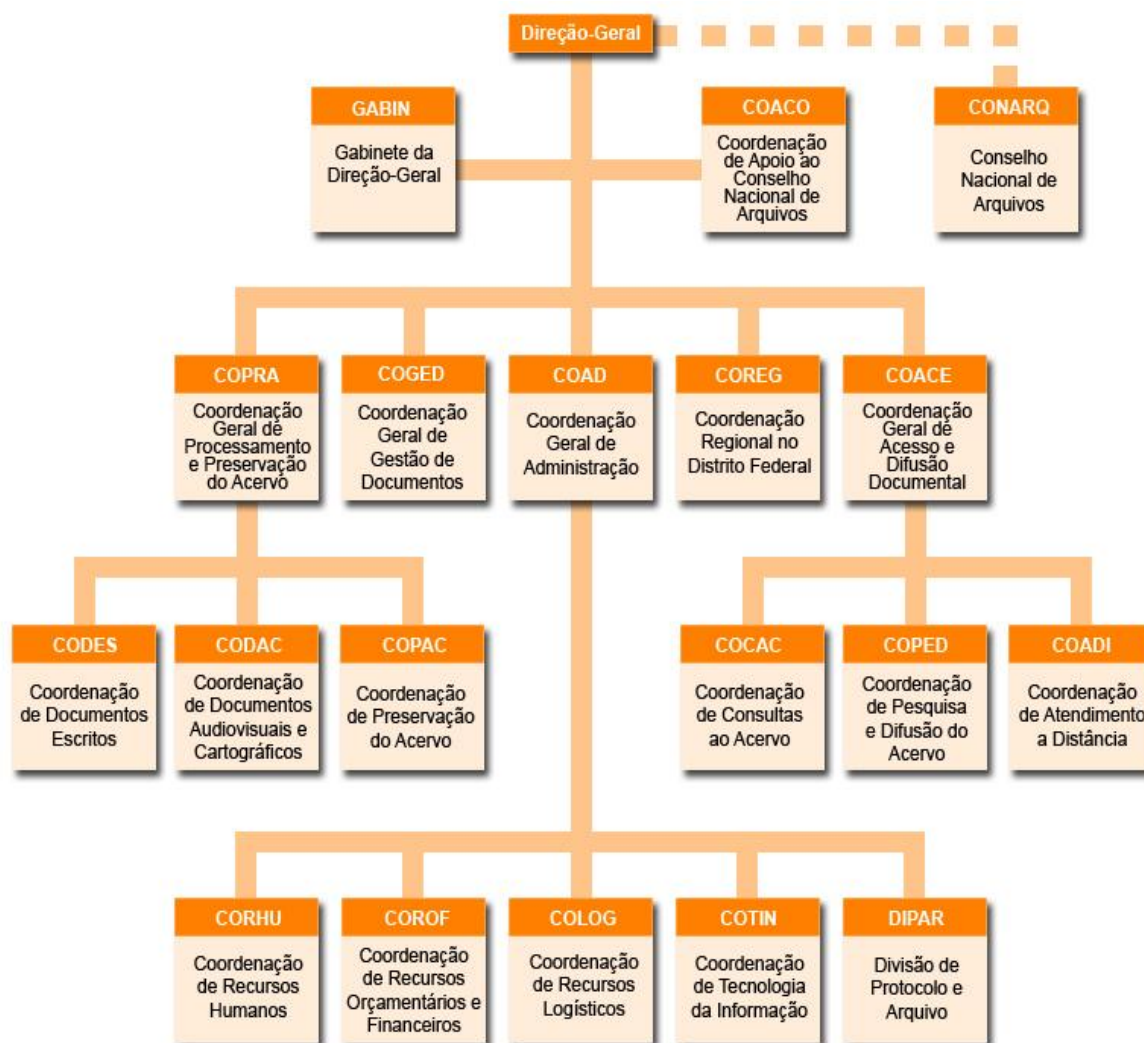 Direção-Geral
GABIN
Gabinete da
Direção-Geral
COACO
Coordenação
de Apoio ao
Conselho
Nacional de
Arquivos
CONARQ
Conselho
Nacional de
Arquivos
COPRA
Coordenação
Geral de
Processamento
e Preservação
do Acervo
COGED
Coordenação
Geral de
Gestão de
Documentos
COAD
Coordenação
Geral de
Administração
COREG
Coordenação
Regional no
Distrito Federal
COACE
Coordenação
Geral de
Acesso e
Difusão
Documental
CODES
Coordenação
de Documentos
Escritos
CODAC
Coordenação
de Documentos
Audiovisuais e
Cartográficos
COPAC
Coordenação
de Preservação
do Acervo
COCAC
Coordenação
de Consultas
ao Acervo
COPED
Coordenação
de Pesquisa
e Difusão do
Acervo
COADI
Coordenação
de Atendimento
a Distância
CORHU
Coordenação
de Recursos
Humanos
COROF
Coordenação
de Recursos
Orçamentários e
Financeiros
COLOG
Coordenação
de Recursos
Logísticos
COTIN
Coordenação
de Tecnologia
da Informação
DIPAR
Divisão de
Protocolo e
Arquivo